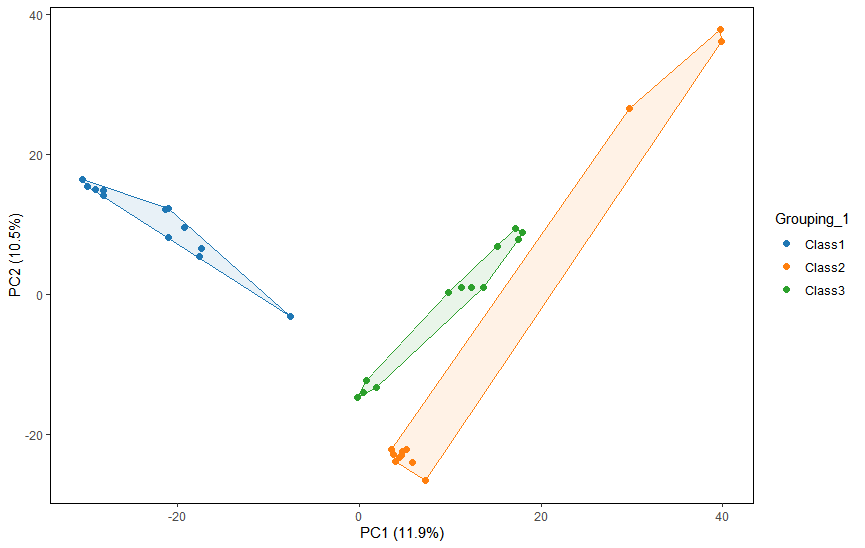 40
20
0
-20
PC2 (10.5%)
-20
0
20
40
PC1 (11.9%)
Grouping_1
Class1
Class2
Class3